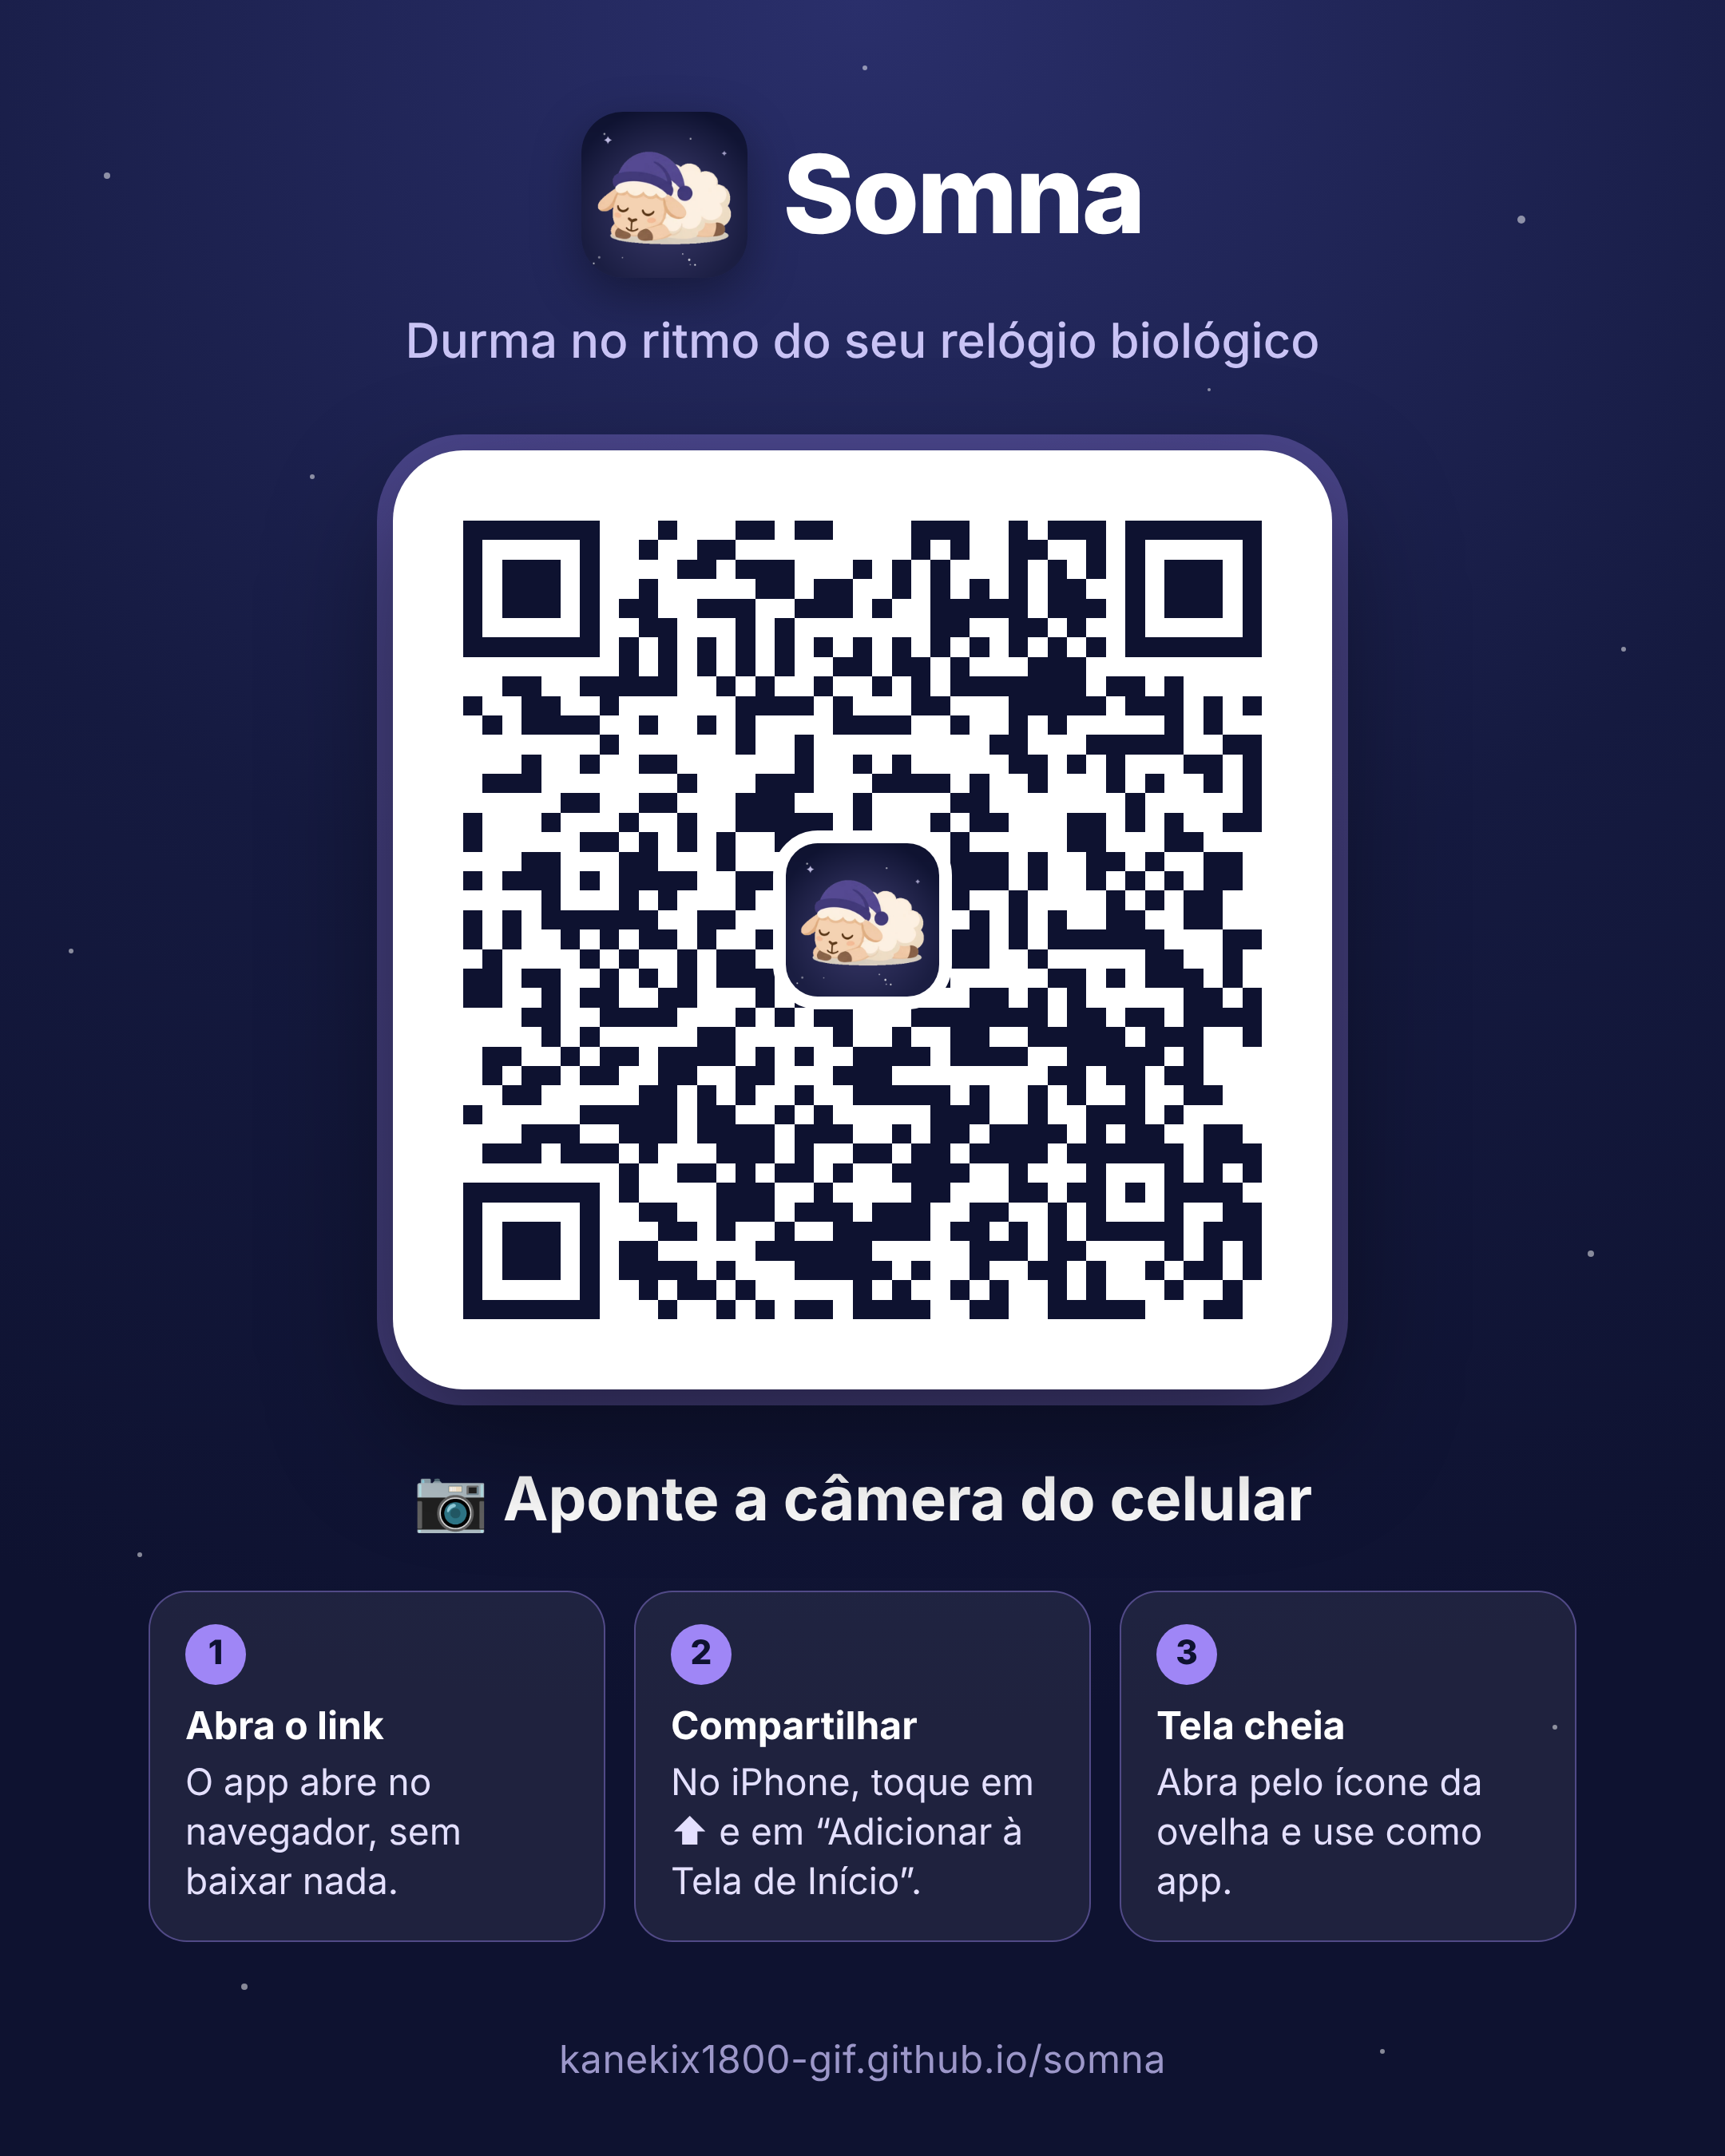 Somna
Durma no ritmo do seu relógio biológico
📷 Aponte a câmera do celular
1
Abra o link
O app abre no
navegador, sem
baixar nada.
2
Compartilhar
No iPhone, toque em
⬆ e em “Adicionar à
Tela de Início”.
3
Tela cheia
Abra pelo ícone da
ovelha e use como
app.
kanekix1800-gif.github.io/somna